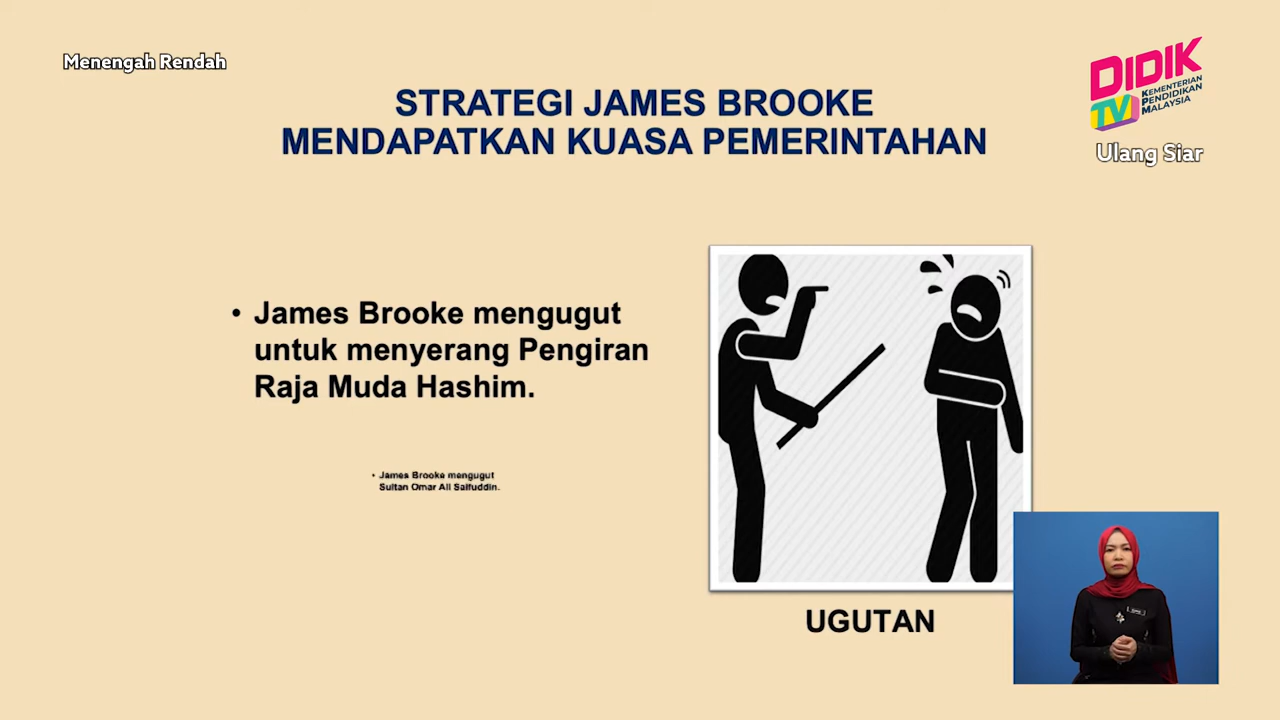 Menengah Rendah
DIDIK
TV
KEMENTERIAN
PENDIDIKAN
MALAYSIA
Ulang Siar
STRATEGI JAMES BROOKE
MENDAPATKAN KUASA PEMERINTAHAN
• James Brooke mengugut
untuk menyerang Pengiran
Raja Muda Hashim.
• James Brooke mengugut
Sultan Omar Ali Saifuddin.
UGUTAN